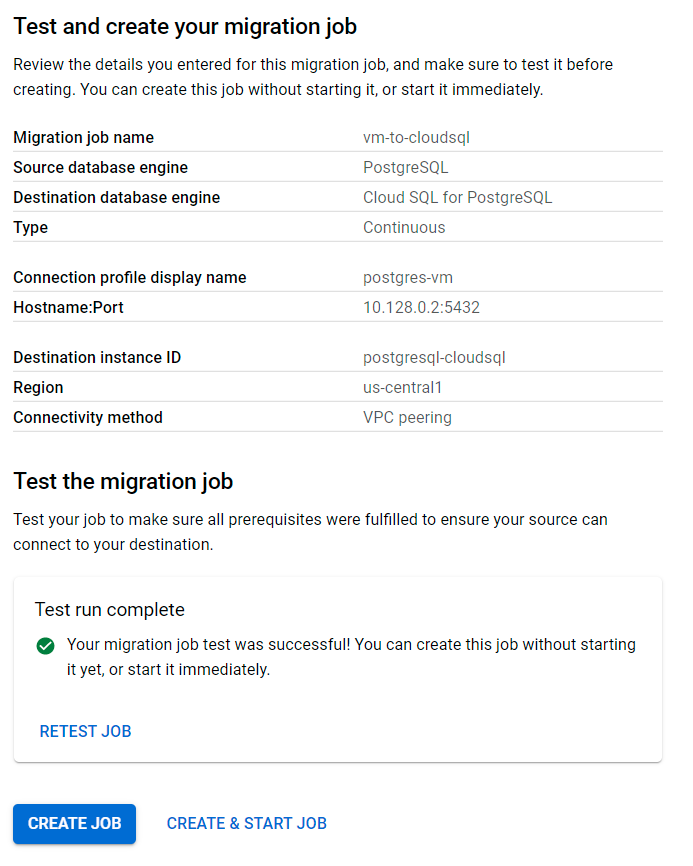 Test and create your migration job
Review the details you entered for this migration job, and make sure to test it before
creating. You can create this job without starting it, or start it immediately.
Migration job name vm-to-cloudsql
Source database engine PostgreSQL
Destination database engine Cloud SQL for PostgreSQL
Type Continuous
Connection profile display name postgres-vm
Hostname:Port 10.128.0.2:5432
Destination instance ID postgresql-cloudsql
Region us-central1
Connectivity method VPC peering
Test the migration job
Test your job to make sure all prerequisites were fulfilled to ensure your source can
connect to your destination.
Test run complete
Your migration job test was successful! You can create this job without starting
it yet, or start it immediately.
RETEST JOB
CREATE JOB CREATE & START JOB